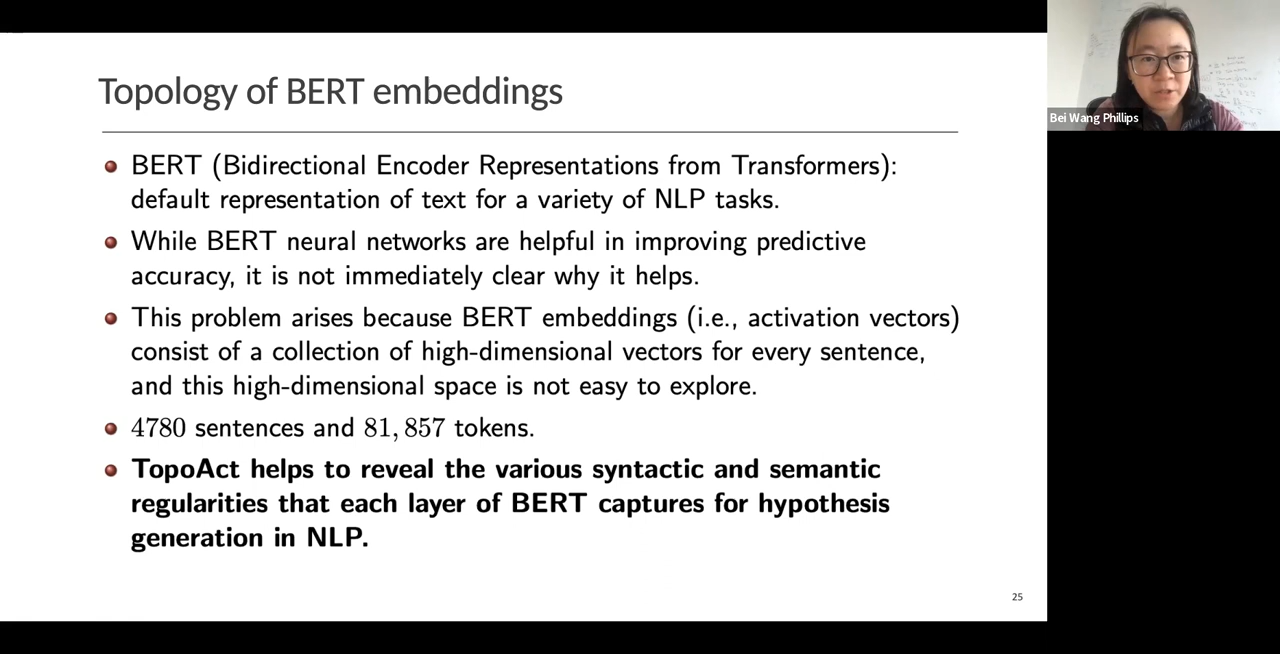 Topology of BERT embeddings
BERT (Bidirectional Encoder Representations from Transformers):
default representation of text for a variety of NLP tasks.
While BERT neural networks are helpful in improving predictive
accuracy, it is not immediately clear why it helps.
This problem arises because BERT embeddings (i.e., activation vectors)
consist of a collection of high-dimensional vectors for every sentence,
and this high-dimensional space is not easy to explore.
4780 sentences and 81, 857 tokens.
TopoAct helps to reveal the various syntactic and semantic
regularities that each layer of BERT captures for hypothesis
generation in NLP.
25
Bei Wang Phillips